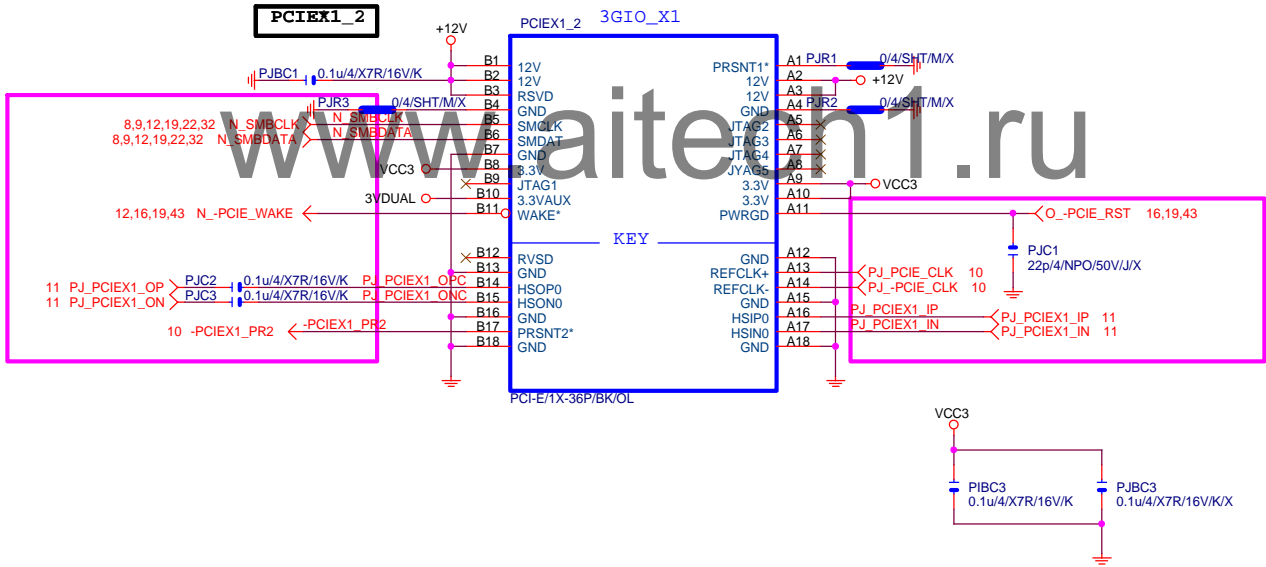 PCIEX1_2
PCIEX1_2
3GIO_X1
+12V
PJBC1 0.1u/4/X7R/16V/K
PJR3 0/4/SHT/M/X
8,9,12,19,22,32 N_SMBCLK
N_SMBCLK
8,9,12,19,22,32 N_SMBDATA
N_SMBDATA
VCC3
3VDUAL
12,16,19,43 N_-PCIE_WAKE
11 PJ_PCIEX1_OP PJC2 0.1u/4/X7R/16V/K PJ_PCIEX1_OPC
11 PJ_PCIEX1_ON PJC3 0.1u/4/X7R/16V/K PJ_PCIEX1_ONC
10 -PCIEX1_PR2 -PCIEX1_PR2
B1 12V
B2 12V
B3 RSVD
B4 GND
B5 SMCLK
B6 SMDAT
B7 GND
B8 3.3V
B9 JTAG1
B10 3.3VAUX
B11 WAKE*
KEY
B12 RVSD
B13 GND
B14 HSOP0
B15 HSON0
B16 GND
B17 PRSNT2*
B18 GND
PRSNT1* A1
12V A2
12V A3
GND A4
JTAG2 A5
JTAG3 A6
JTAG4 A7
JYAG5 A8
3.3V A9
3.3V A10
PWRGD A11
GND A12
REFCLK+ A13
REFCLK- A14
GND A15
HSIP0 A16
HSIN0 A17
GND A18
PCI-E/1X-36P/BK/OL
PJR1 0/4/SHT/M/X
+12V
PJR2 0/4/SHT/M/X
VCC3
O_-PCIE_RST 16,19,43
PJC1
22p/4/NPO/50V/J/X
PJ_PCIE_CLK 10
PJ_-PCIE_CLK 10
PJ_PCIEX1_IP
PJ_PCIEX1_IP 11
PJ_PCIEX1_IN
PJ_PCIEX1_IN 11
VCC3
PIBC3
0.1u/4/X7R/16V/K
PJBC3
0.1u/4/X7R/16V/K/X
www.aitech1.ru